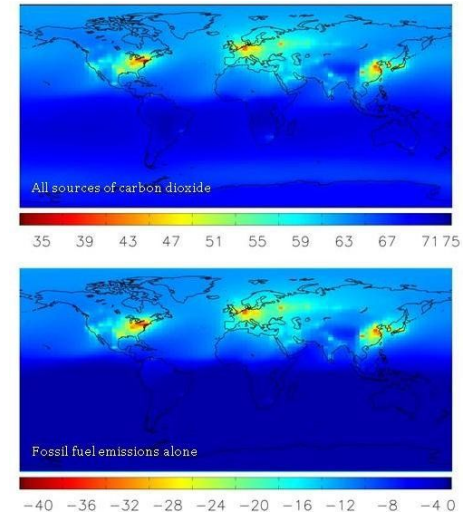 All sources of carbon dioxide
35 39 43 47 51 55 59 63 67 71 75
Fossil fuel emissions alone
−40 −36 −32 −28 −24 −20 −16 −12 −8 −4 0